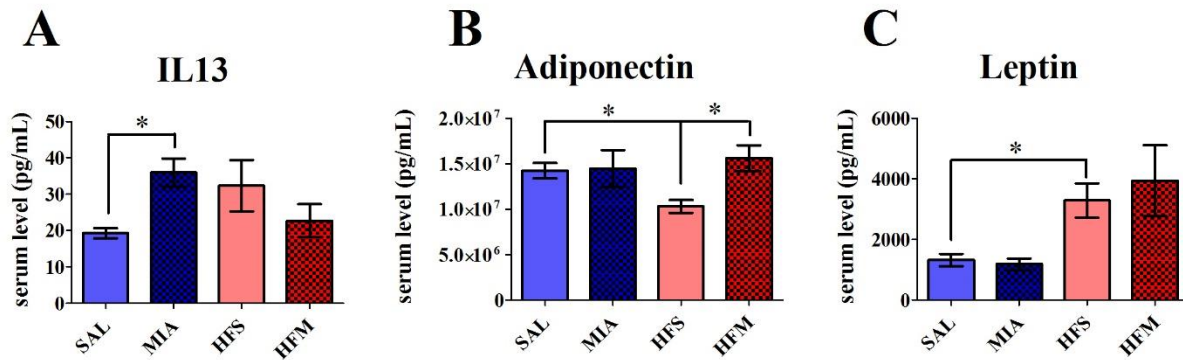 A
IL13
serum level (pg/mL)
50
40
30
20
10
0
*
SAL
MIA
HFS
HFM
B
Adiponectin
serum level (pg/mL)
2.0×10⁷
1.5×10⁷
1.0×10⁷
5.0×10⁶
0
*
*
SAL
MIA
HFS
HFM
C
Leptin
serum level (pg/mL)
6000
4000
2000
0
*
SAL
MIA
HFS
HFM